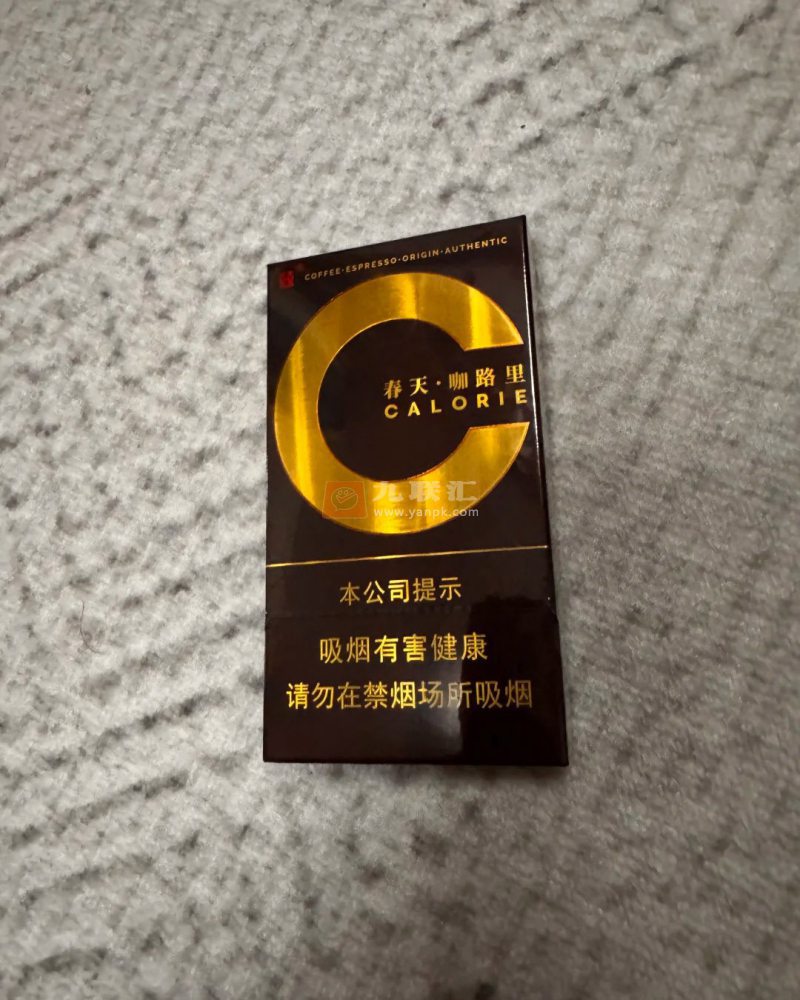 COFFEE·ESPRESSO·ORIGIN·AUTHENTIC
春天·咖路里
CALORIE
九联汇
www.yanpk.com
本公司提示
吸烟有害健康
请勿在禁烟场所吸烟